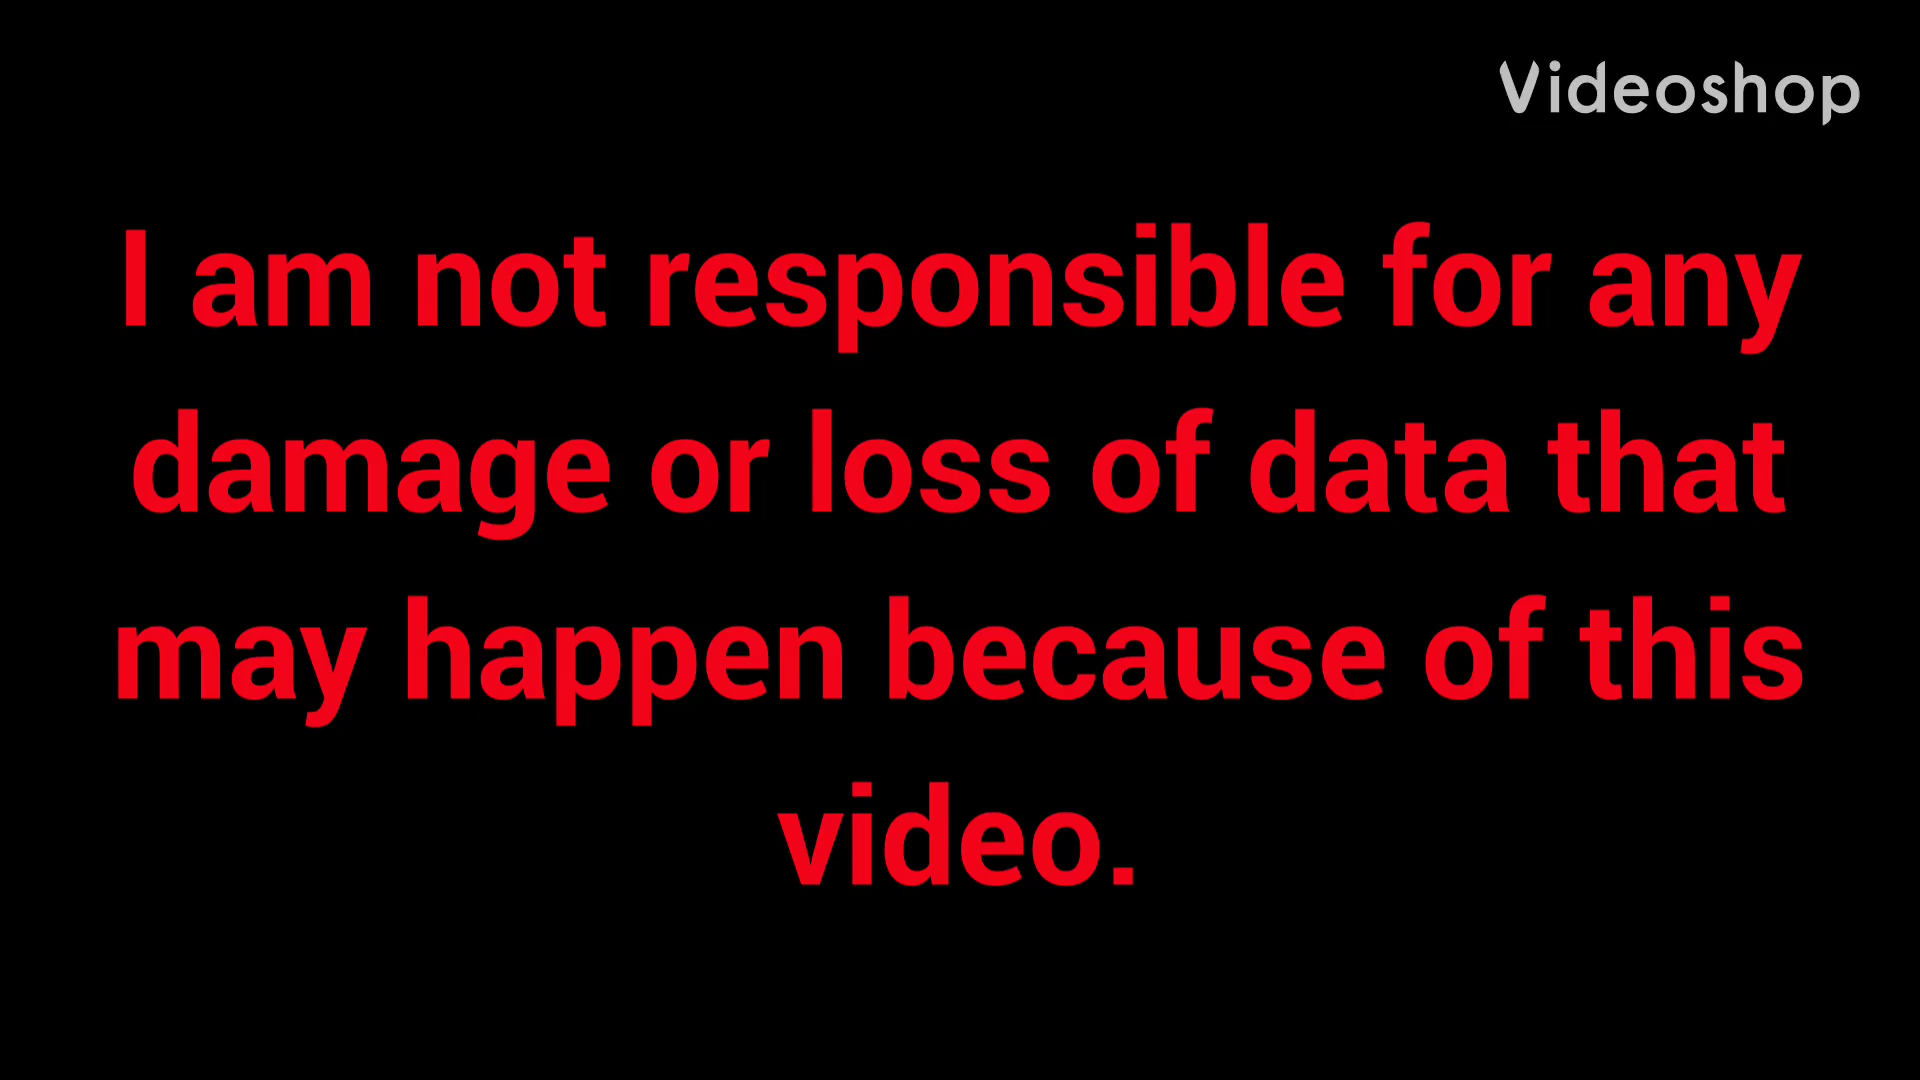 Videoshop
I am not responsible for any
damage or loss of data that
may happen because of this
video.